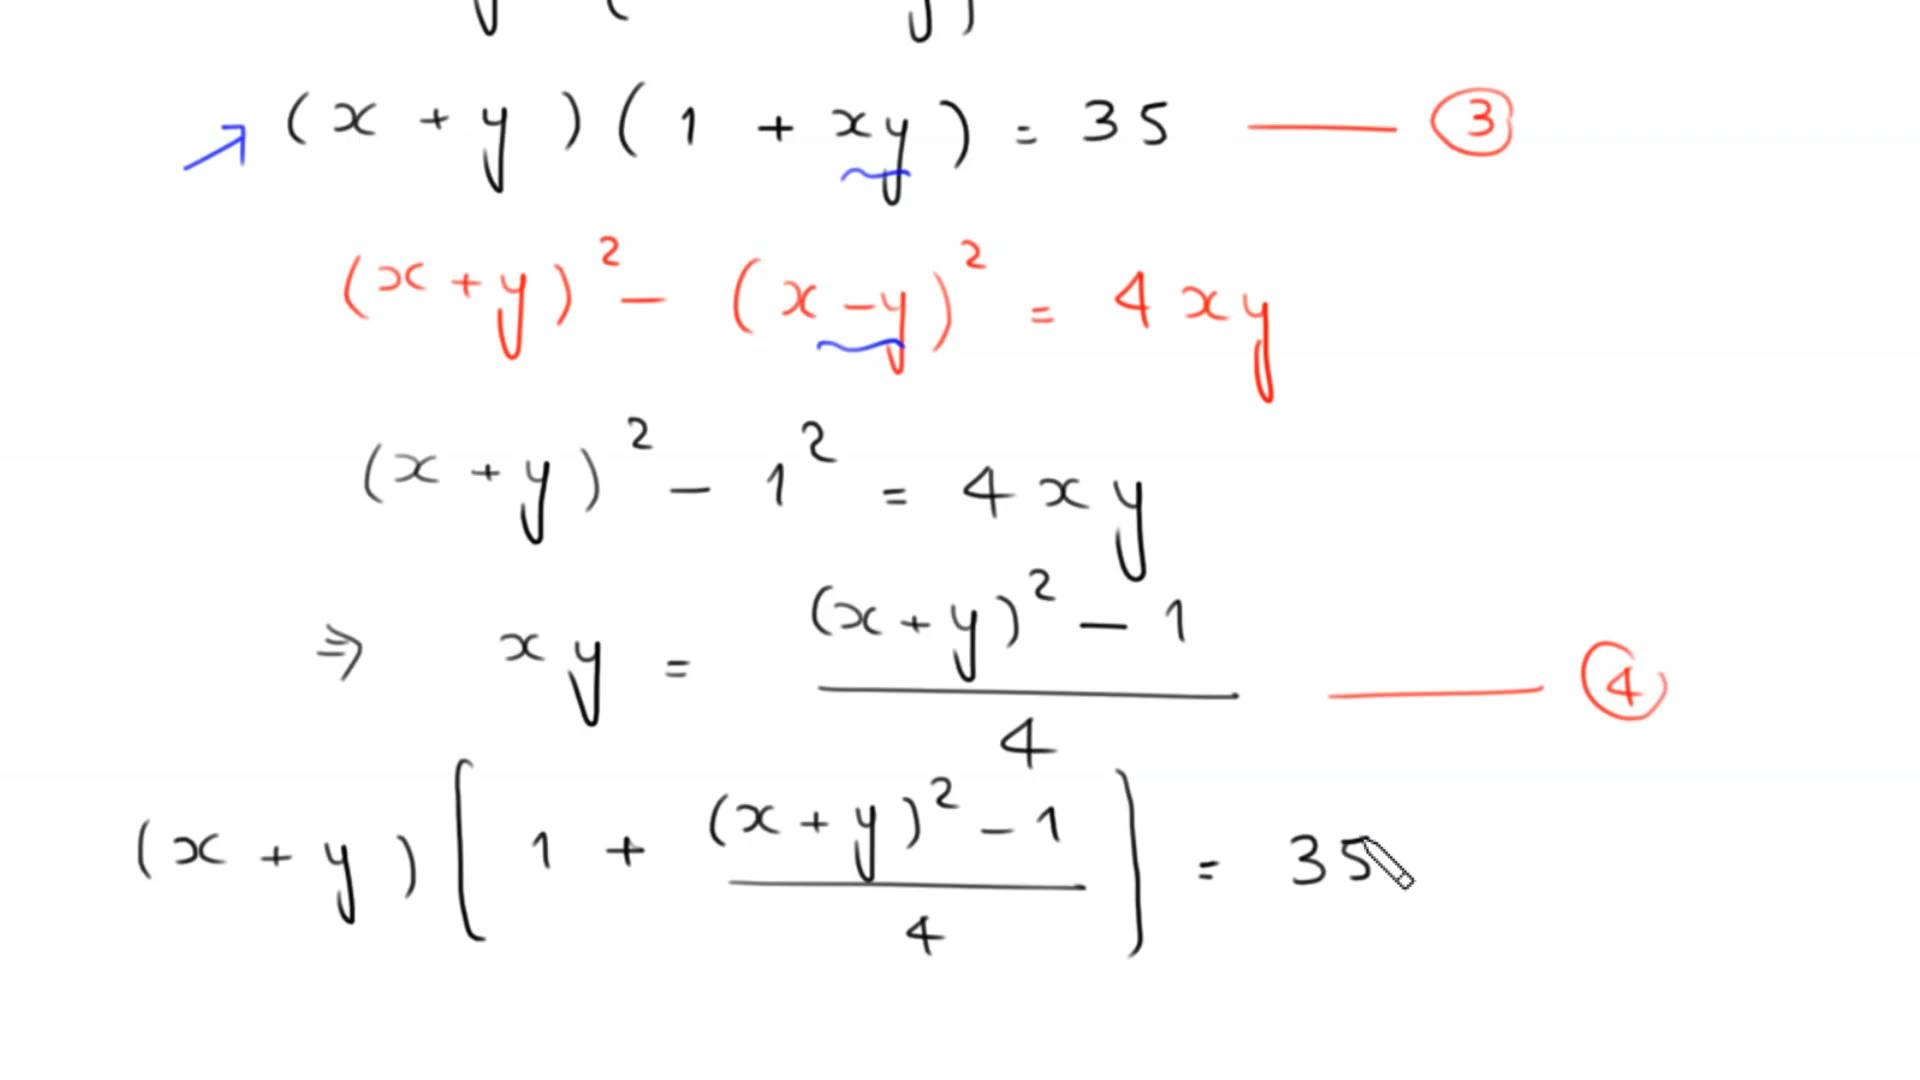 (x + y)(1 + xy) = 35 —— ③
(x + y)² − (x − y)² = 4xy
(x + y)² − 1² = 4xy
⇒ xy = ((x + y)² − 1) / 4 —— ④
(x + y)[1 + ((x + y)² − 1) / 4] = 35